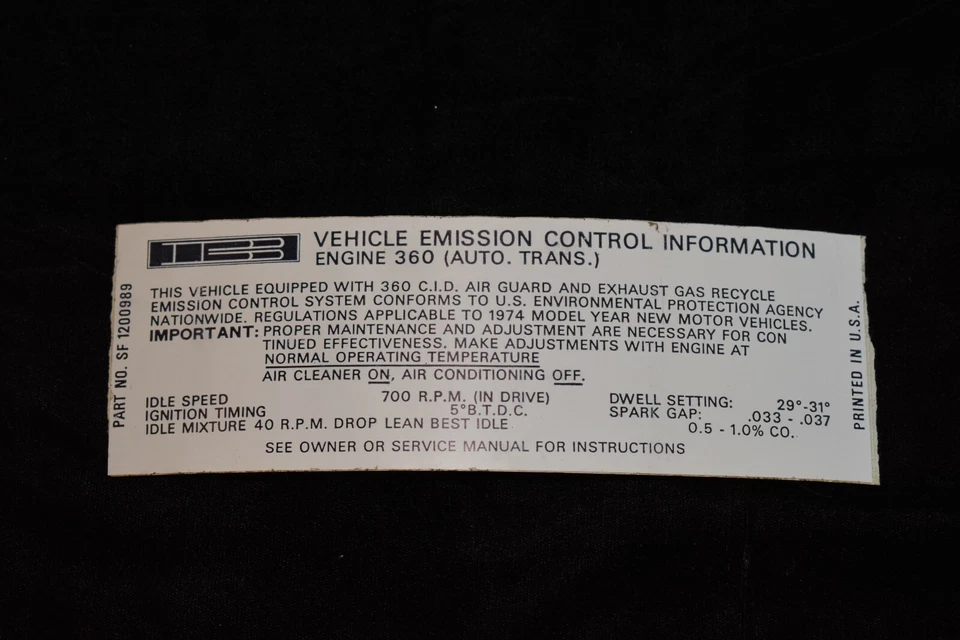 VEHICLE EMISSION CONTROL INFORMATION
ENGINE 360 (AUTO. TRANS.)
THIS VEHICLE EQUIPPED WITH 360 C.I.D. AIR GUARD AND EXHAUST GAS RECYCLE
EMISSION CONTROL SYSTEM CONFORMS TO U.S. ENVIRONMENTAL PROTECTION AGENCY
NATIONWIDE. REGULATIONS APPLICABLE TO 1974 MODEL YEAR NEW MOTOR VEHICLES.
IMPORTANT: PROPER MAINTENANCE AND ADJUSTMENT ARE NECESSARY FOR CON
TINUED EFFECTIVENESS. MAKE ADJUSTMENTS WITH ENGINE AT
NORMAL OPERATING TEMPERATURE
AIR CLEANER ON, AIR CONDITIONING OFF.
IDLE SPEED 700 R.P.M. (IN DRIVE) DWELL SETTING: 29°-31°
IGNITION TIMING 5°B.T.D.C. SPARK GAP: .033 - .037
IDLE MIXTURE 40 R.P.M. DROP LEAN BEST IDLE 0.5 - 1.0% CO.
SEE OWNER OR SERVICE MANUAL FOR INSTRUCTIONS
PART NO. SF 1200989
PRINTED IN U.S.A.